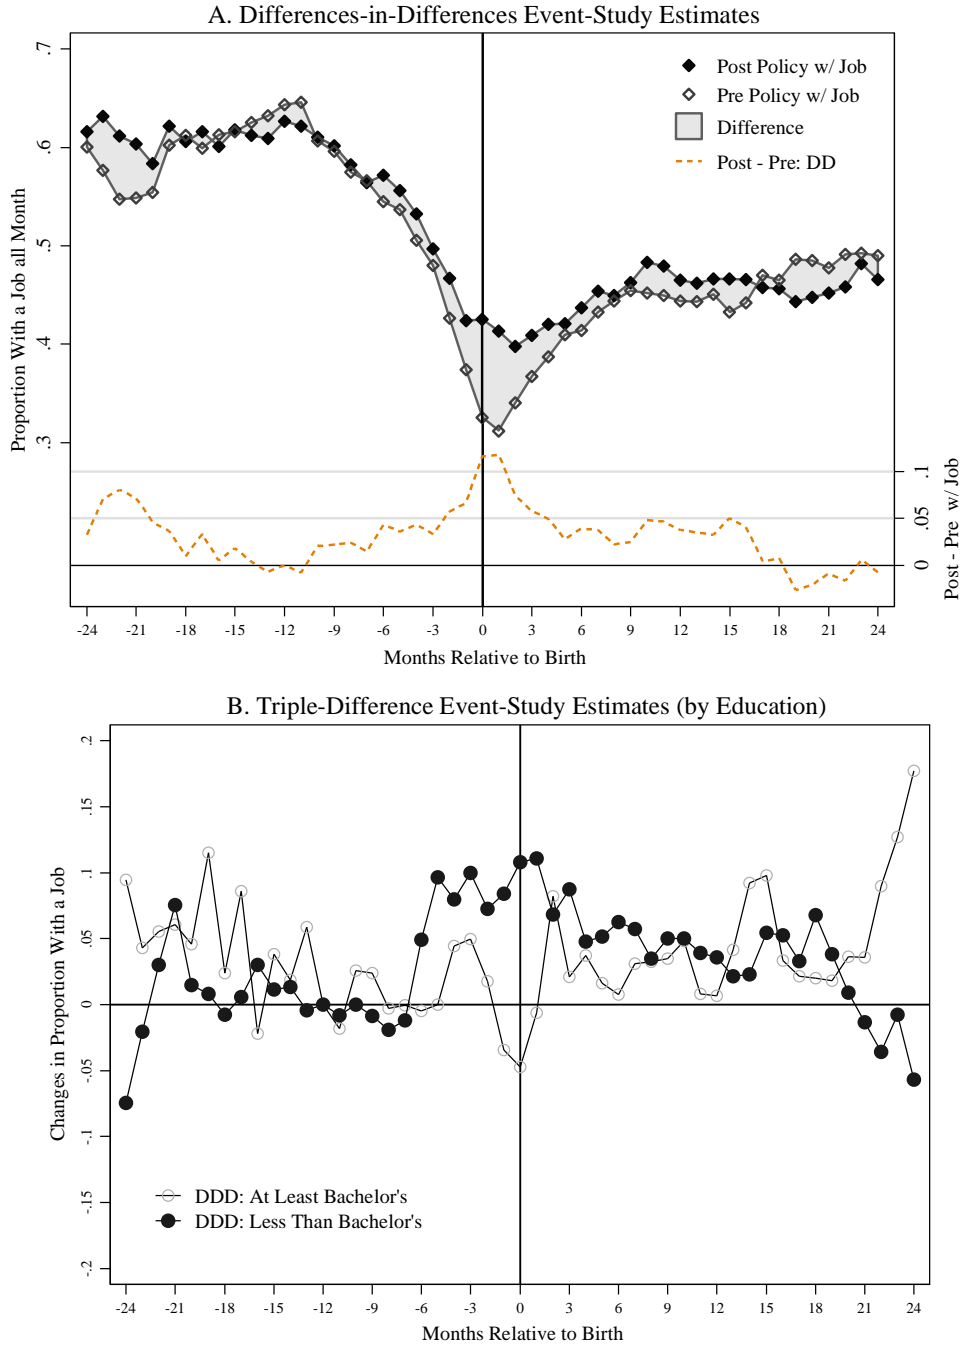 A. Differences-in-Differences Event-Study Estimates
Post Policy w/ Job
Pre Policy w/ Job
Difference
Post - Pre: DD
.7
.6
.5
.4
.3
Proportion With a Job all Month
.1
.05
0
Post - Pre w/ Job
-24 -21 -18 -15 -12 -9 -6 -3 0 3 6 9 12 15 18 21 24
Months Relative to Birth
B. Triple-Difference Event-Study Estimates (by Education)
.2
.15
.1
.05
0
-.05
-.1
-.15
-.2
Changes in Proportion With a Job
DDD: At Least Bachelor's
DDD: Less Than Bachelor's
-24 -21 -18 -15 -12 -9 -6 -3 0 3 6 9 12 15 18 21 24
Months Relative to Birth